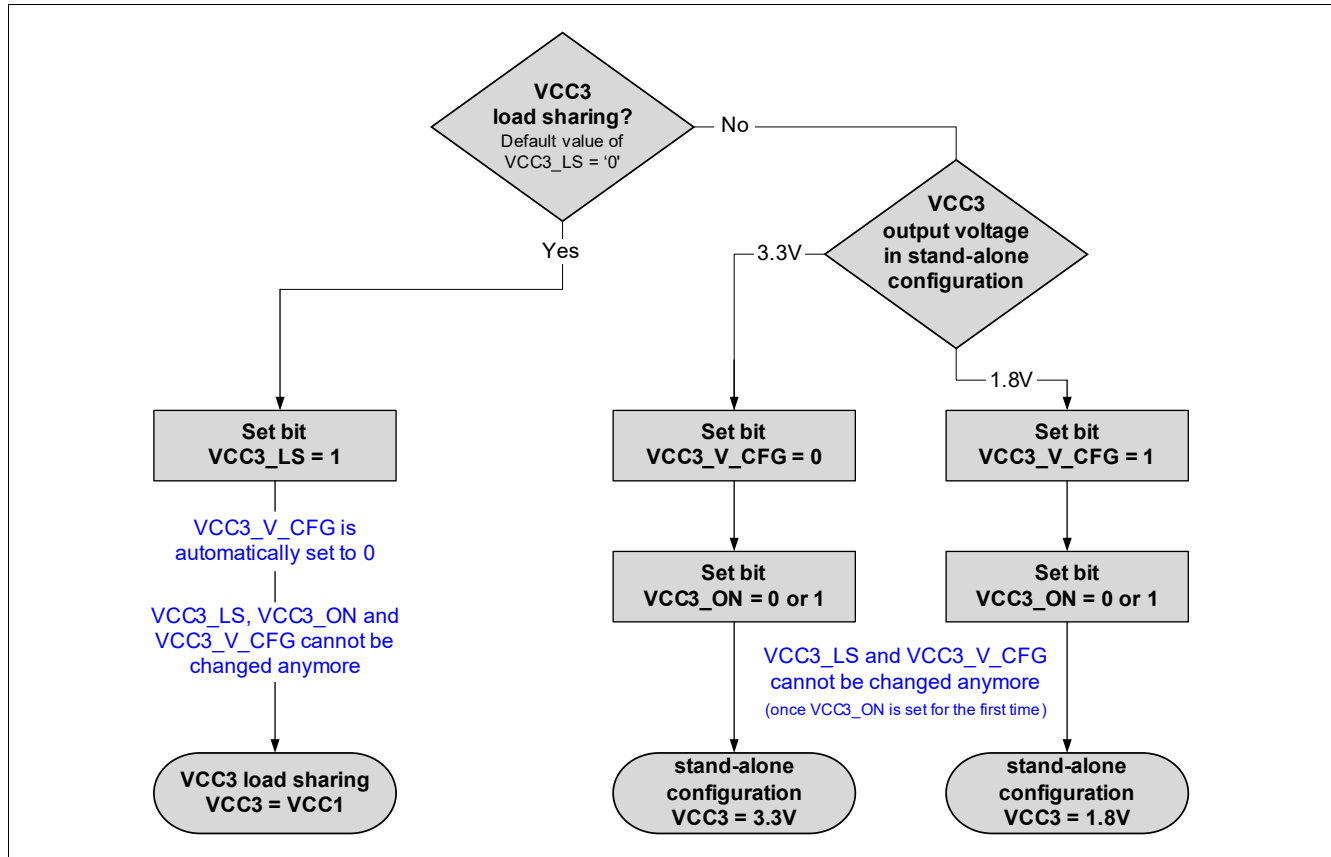 VCC3
load sharing?
Default value of
VCC3_LS = ‘0'
No
Yes
VCC3
output voltage
in stand-alone
configuration
3.3V
1.8V
Set bit
VCC3_LS = 1
Set bit
VCC3_V_CFG = 0
Set bit
VCC3_V_CFG = 1
VCC3_V_CFG is
automatically set to 0
Set bit
VCC3_ON = 0 or 1
Set bit
VCC3_ON = 0 or 1
VCC3_LS, VCC3_ON and
VCC3_V_CFG cannot be
changed anymore
VCC3_LS and VCC3_V_CFG
cannot be changed anymore
(once VCC3_ON is set for the first time)
VCC3 load sharing
VCC3 = VCC1
stand-alone
configuration
VCC3 = 3.3V
stand-alone
configuration
VCC3 = 1.8V